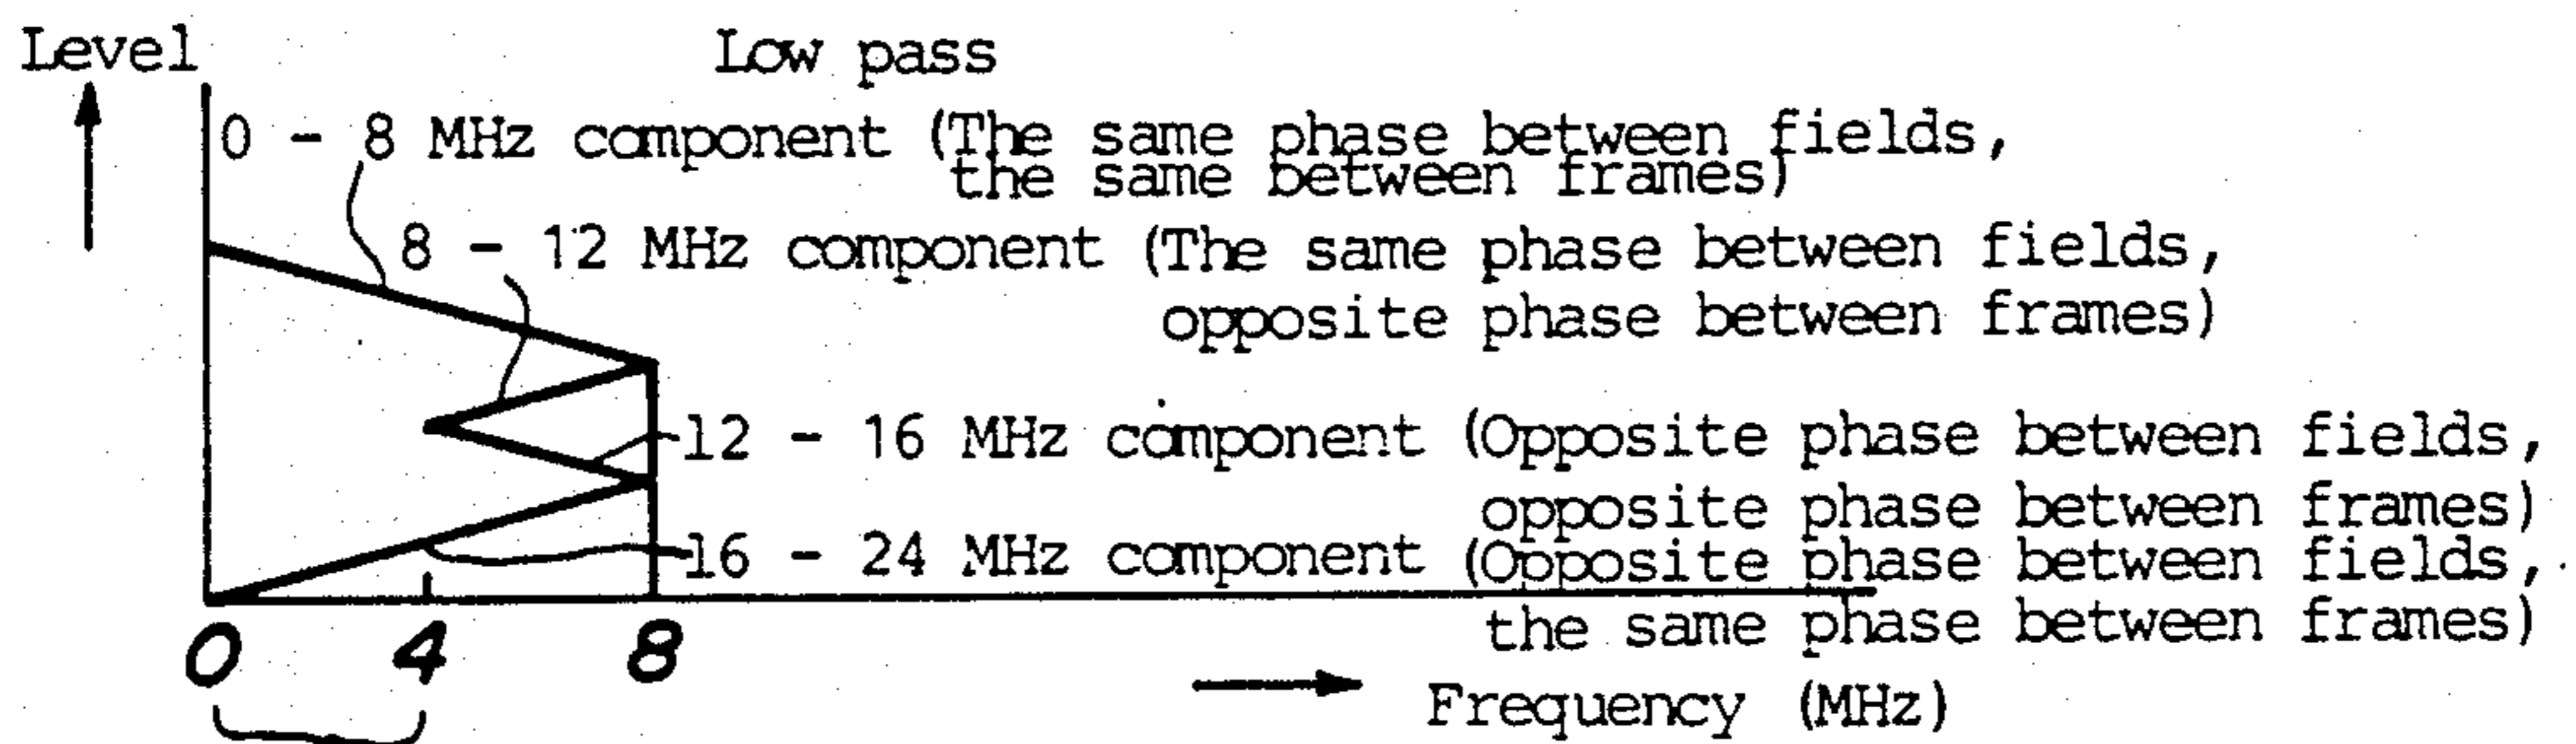 Level
Low pass
0 - 8 MHz component (The same phase between fields,
the same between frames)
8 - 12 MHz component (The same phase between fields,
opposite phase between frames)
12 - 16 MHz component (Opposite phase between fields,
opposite phase between frames)
16 - 24 MHz component (Opposite phase between fields,
the same phase between frames)
0 4 8
Frequency (MHz)